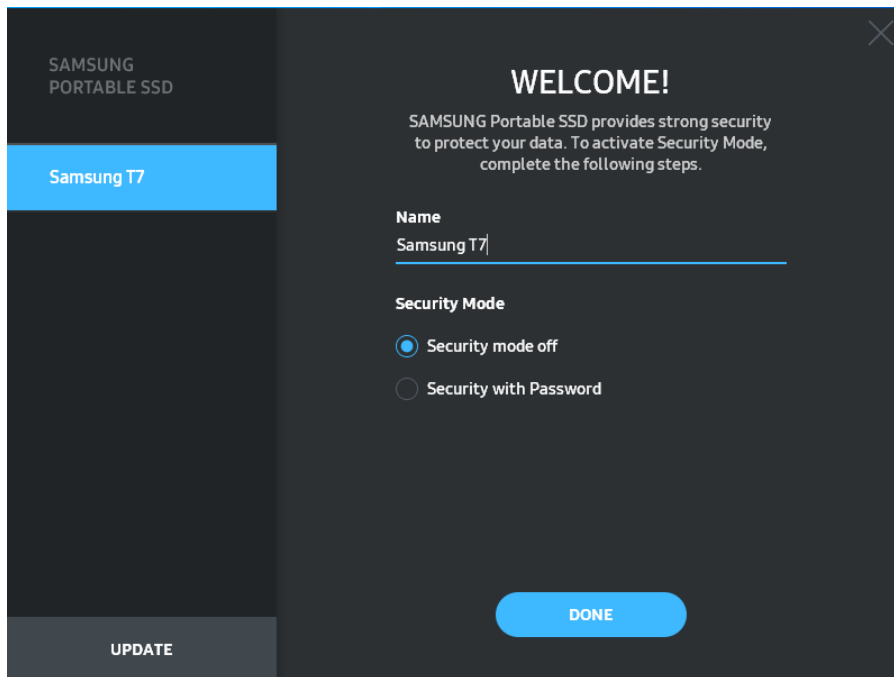 SAMSUNG
PORTABLE SSD
Samsung T7
UPDATE
WELCOME!
SAMSUNG Portable SSD provides strong security
to protect your data. To activate Security Mode,
complete the following steps.
Name
Samsung T7
Security Mode
Security mode off
Security with Password
DONE